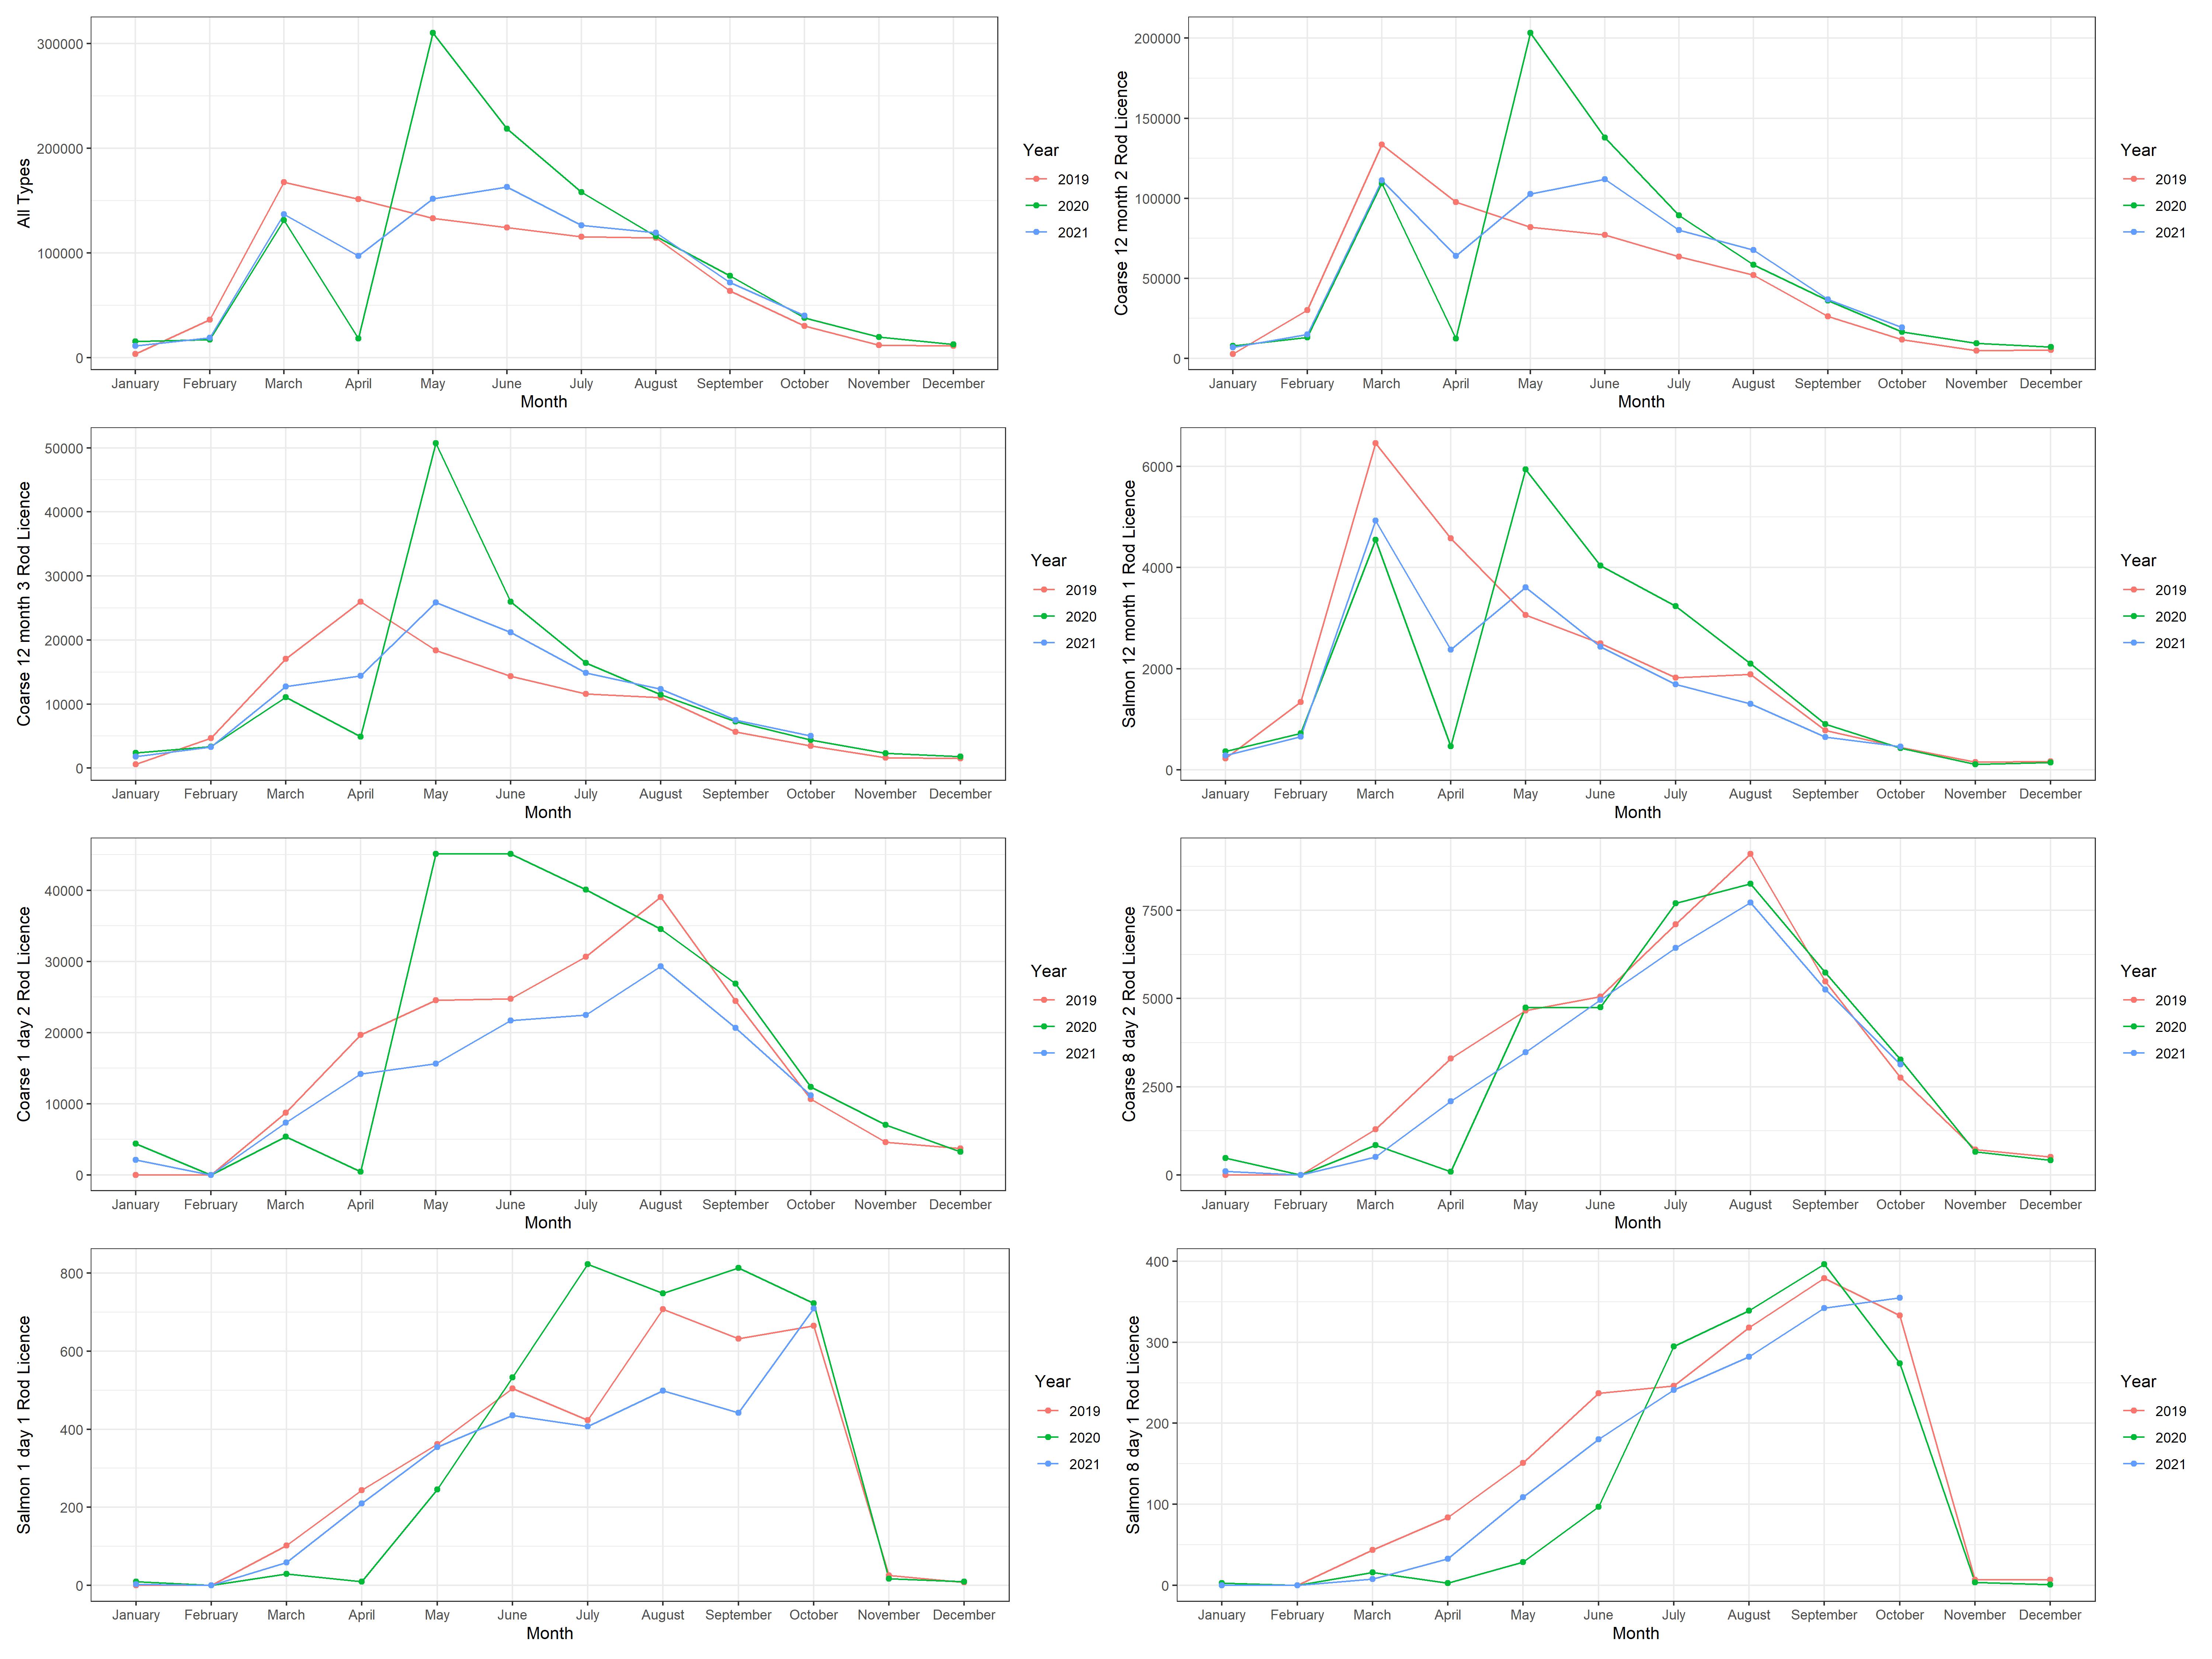 All Types
300000
200000
100000
0
January February March April May June July August September October November December
Month
Year
2019
2020
2021
Coarse 12 month 2 Rod Licence
200000
150000
100000
50000
0
January February March April May June July August September October November December
Month
Year
2019
2020
2021
Coarse 12 month 3 Rod Licence
50000
40000
30000
20000
10000
0
January February March April May June July August September October November December
Month
Year
2019
2020
2021
Salmon 12 month 1 Rod Licence
6000
4000
2000
0
January February March April May June July August September October November December
Month
Year
2019
2020
2021
Coarse 1 day 2 Rod Licence
40000
30000
20000
10000
0
January February March April May June July August September October November December
Month
Year
2019
2020
2021
Coarse 8 day 2 Rod Licence
7500
5000
2500
0
January February March April May June July August September October November December
Month
Year
2019
2020
2021
Salmon 1 day 1 Rod Licence
800
600
400
200
0
January February March April May June July August September October November December
Month
Year
2019
2020
2021
Salmon 8 day 1 Rod Licence
400
300
200
100
0
January February March April May June July August September October November December
Month
Year
2019
2020
2021